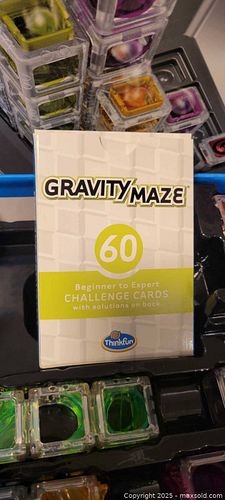 GRAVITY MAZE
60
Beginner to Expert
CHALLENGE CARDS
with solutions on back
ThinkFun
Copyright 2025 - maxsold.com